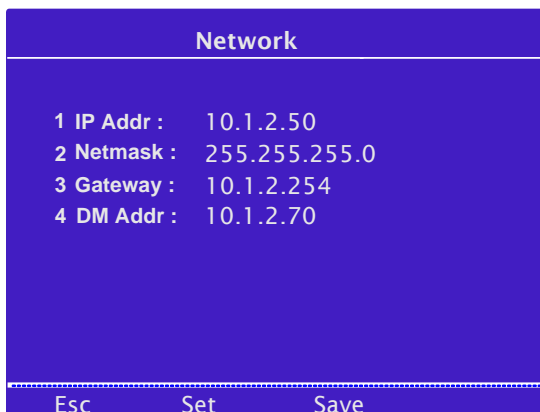 Network
1 IP Addr : 10.1.2.50
2 Netmask : 255.255.255.0
3 Gateway : 10.1.2.254
4 DM Addr : 10.1.2.70
Esc Set Save